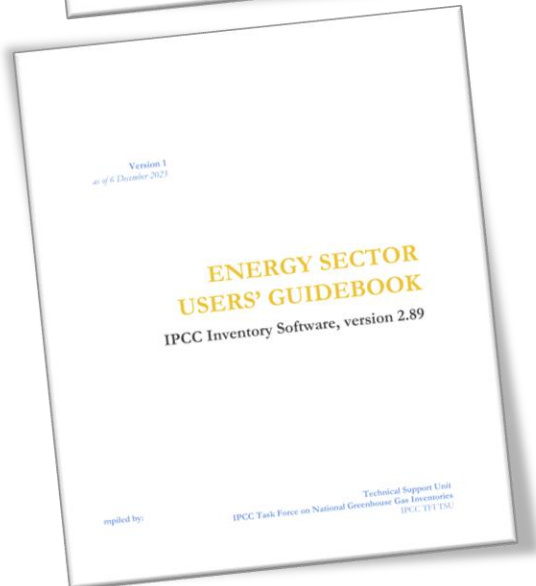 Version 1
as of 6 December 2023
ENERGY SECTOR
USERS' GUIDEBOOK
IPCC Inventory Software, version 2.89
mpiled by:
Technical Support Unit
IPCC Task Force on National Greenhouse Gas Inventories
IPCC TFI TSU